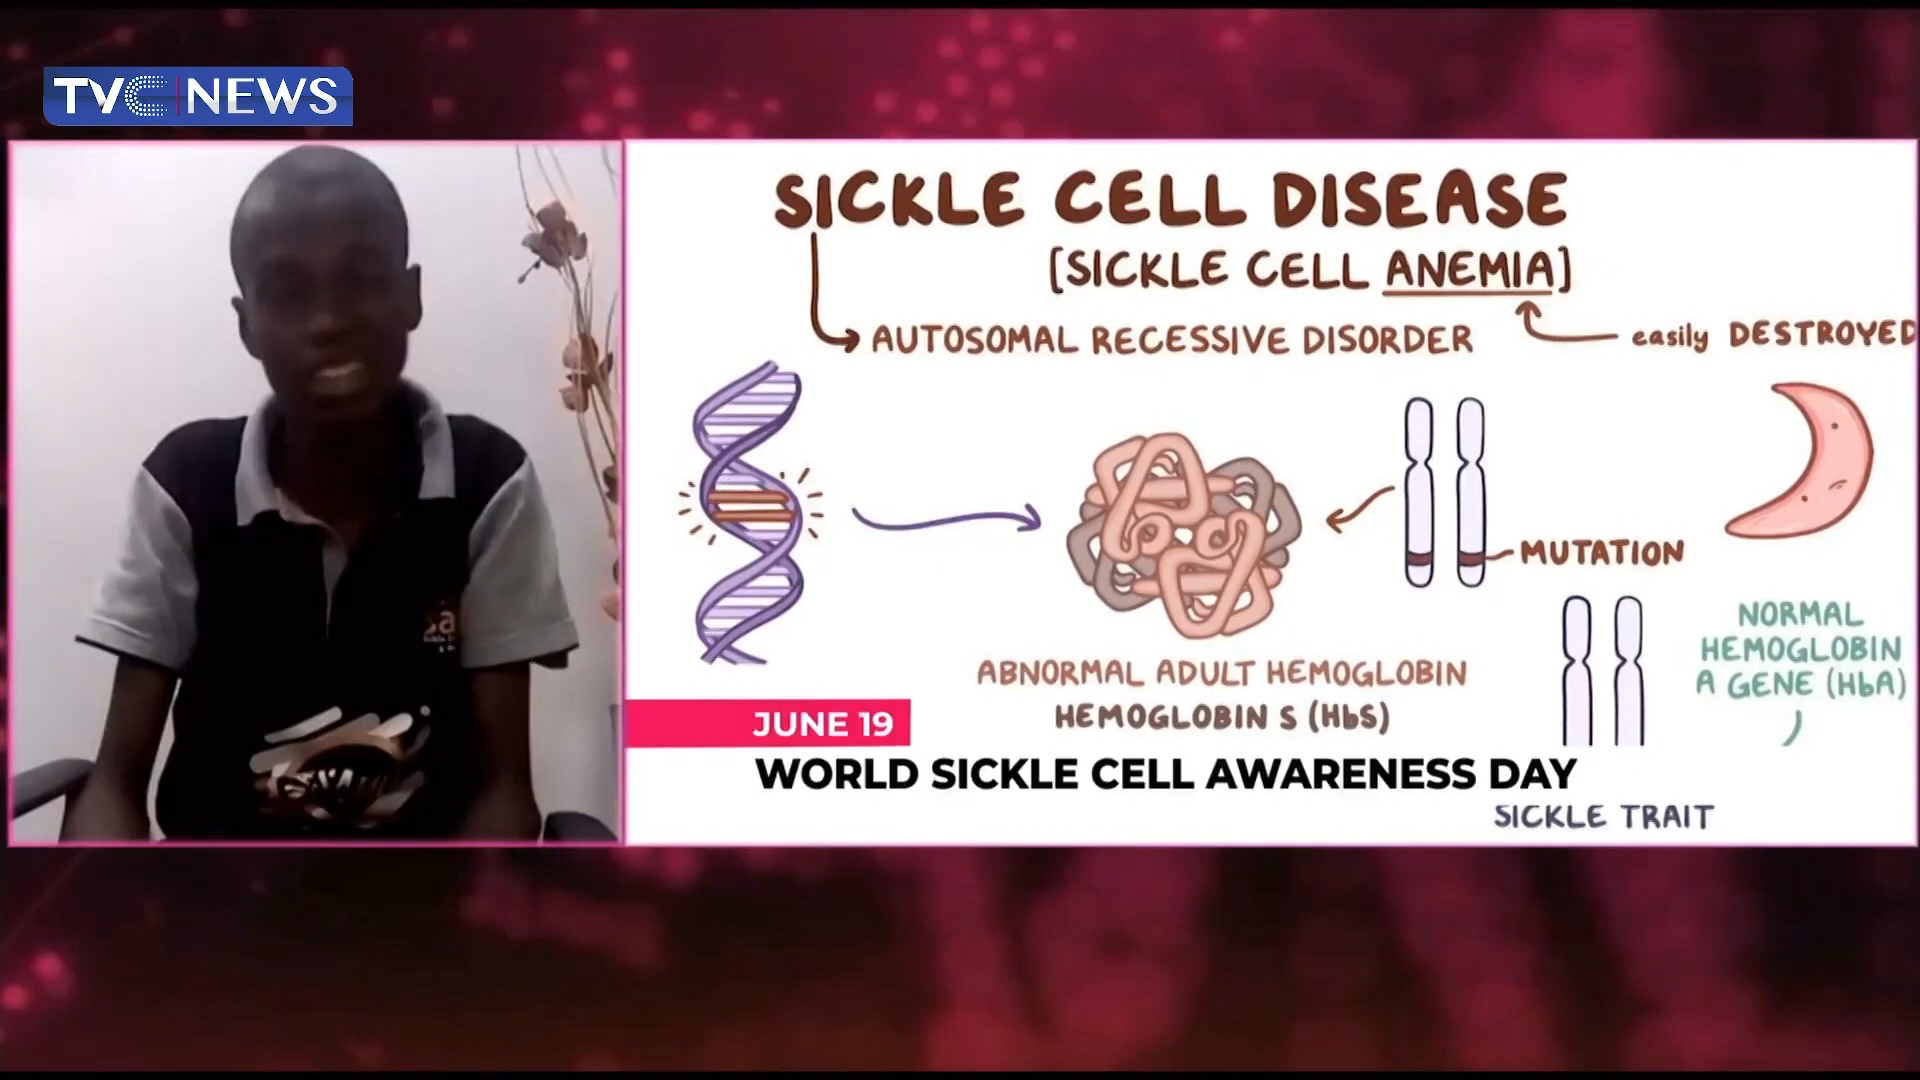 TVC NEWS
SICKLE CELL DISEASE
[SICKLE CELL ANEMIA]
AUTOSOMAL RECESSIVE DISORDER
easily DESTROYED
MUTATION
NORMAL
HEMOGLOBIN
A GENE (HbA)
ABNORMAL ADULT HEMOGLOBIN
HEMOGLOBIN S (HbS)
JUNE 19
WORLD SICKLE CELL AWARENESS DAY
SICKLE TRAIT